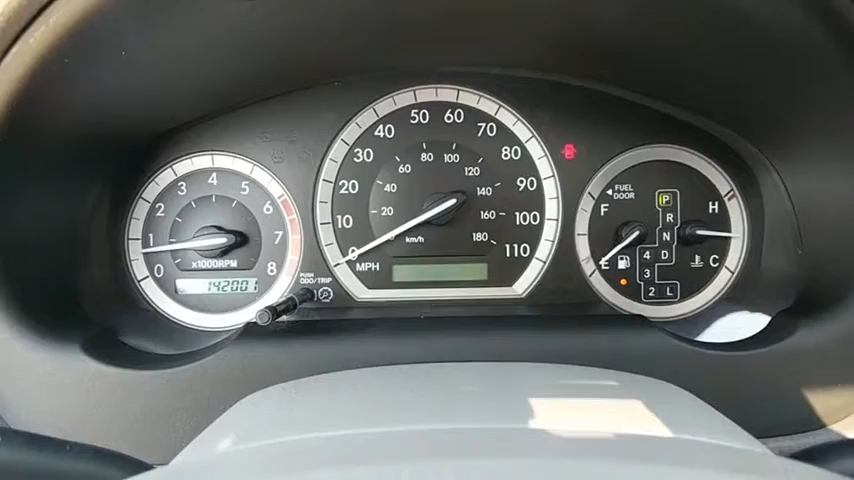 0
1
2
3
4
5
6
7
8
x1000RPM
142001
PUSH
ODO/TRIP
0
10
20
30
40
50
60
70
80
90
100
110
MPH
20
40
60
80
100
120
140
160
180
km/h
FUEL
DOOR
F
E
P
R
N
4 D
3
2 L
H
C